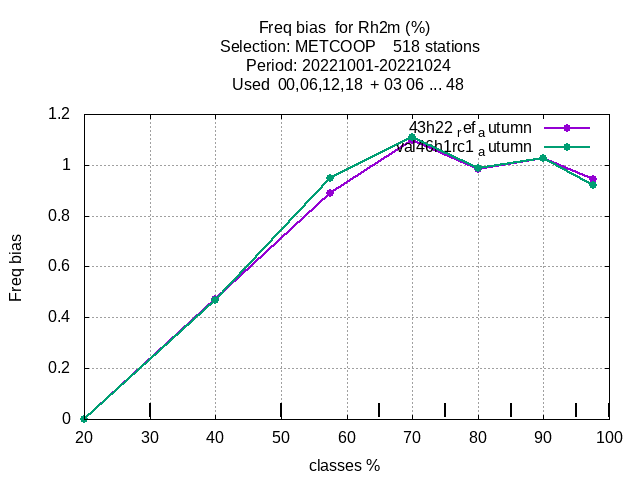 Freq bias  for Rh2m (%)
Selection: METCOOP    518 stations
Period: 20221001-20221024
Used  00,06,12,18  + 03 06 ... 48
43h22 ref autumn
val46h1rc1 autumn
1.2
1
0.8
0.6
0.4
0.2
0
Freq bias
20 30 40 50 60 70 80 90 100
classes %